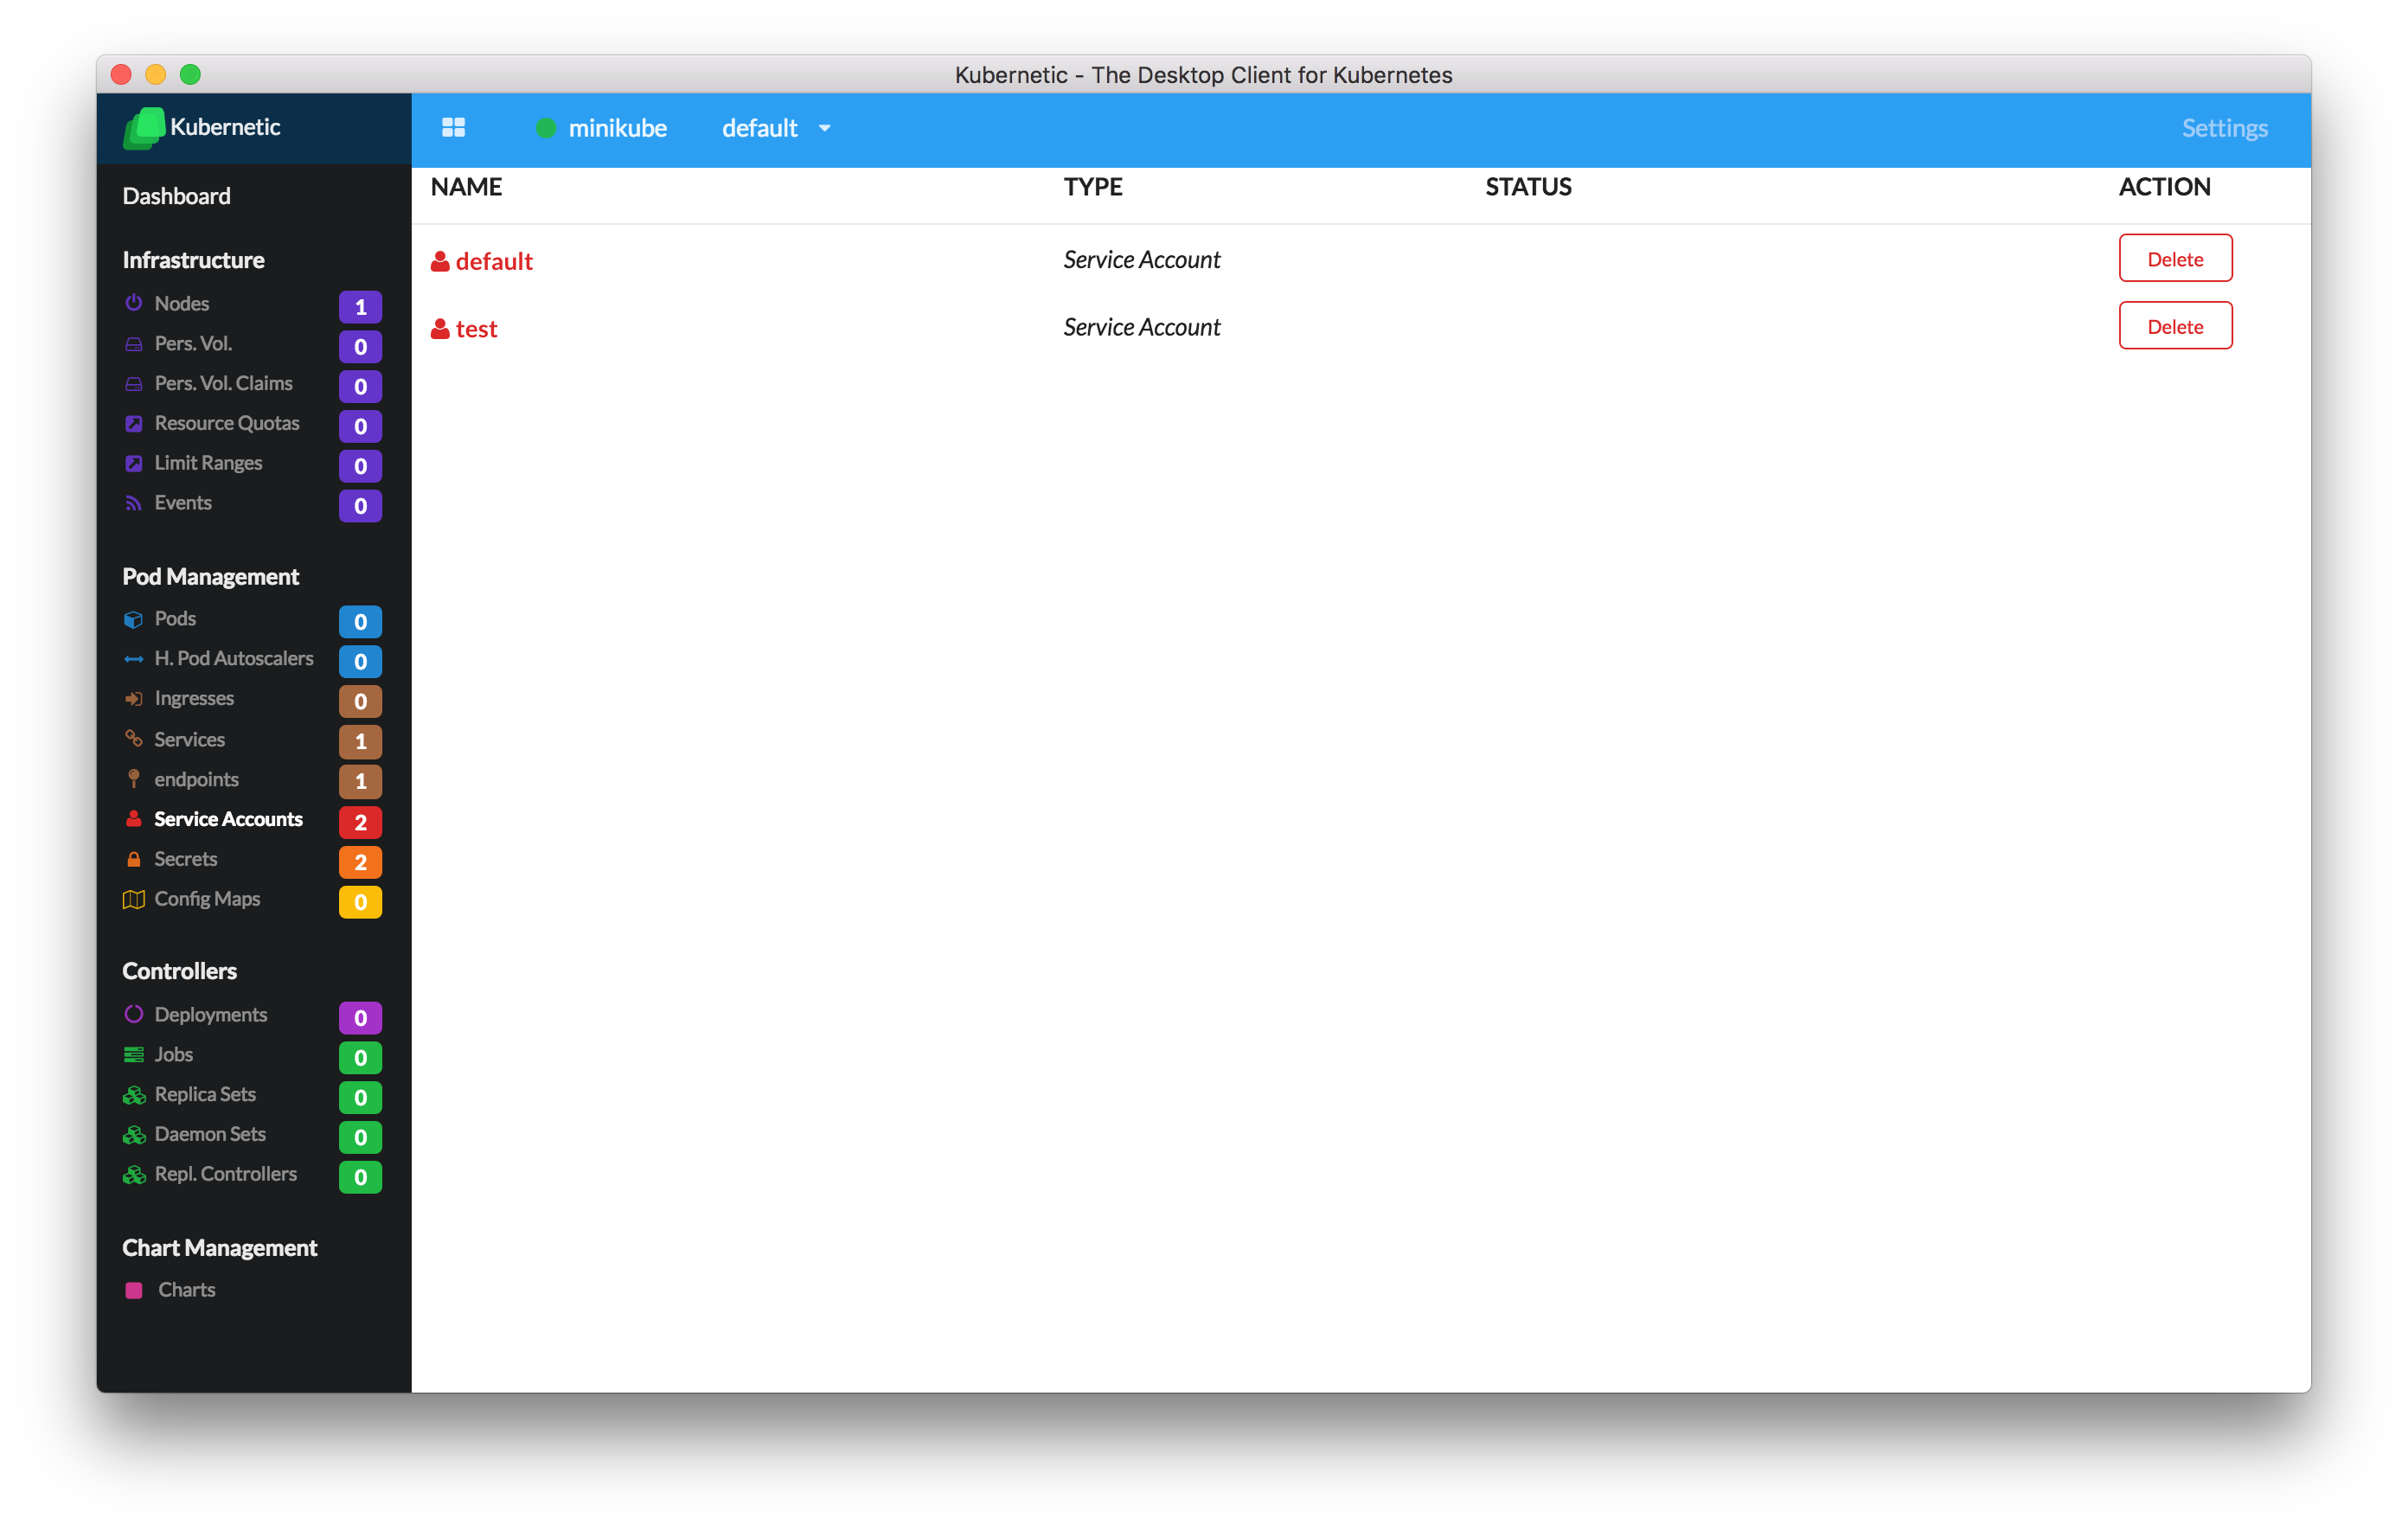 Kubernetic - The Desktop Client for Kubernetes
Kubernetic
minikube default Settings
Dashboard
Infrastructure
Nodes 1
Pers. Vol. 0
Pers. Vol. Claims 0
Resource Quotas 0
Limit Ranges 0
Events 0
Pod Management
Pods 0
H. Pod Autoscalers 0
Ingresses 0
Services 1
endpoints 1
Service Accounts 2
Secrets 2
Config Maps 0
Controllers
Deployments 0
Jobs 0
Replica Sets 0
Daemon Sets 0
Repl. Controllers 0
Chart Management
Charts
NAME TYPE STATUS ACTION
default Service Account Delete
test Service Account Delete